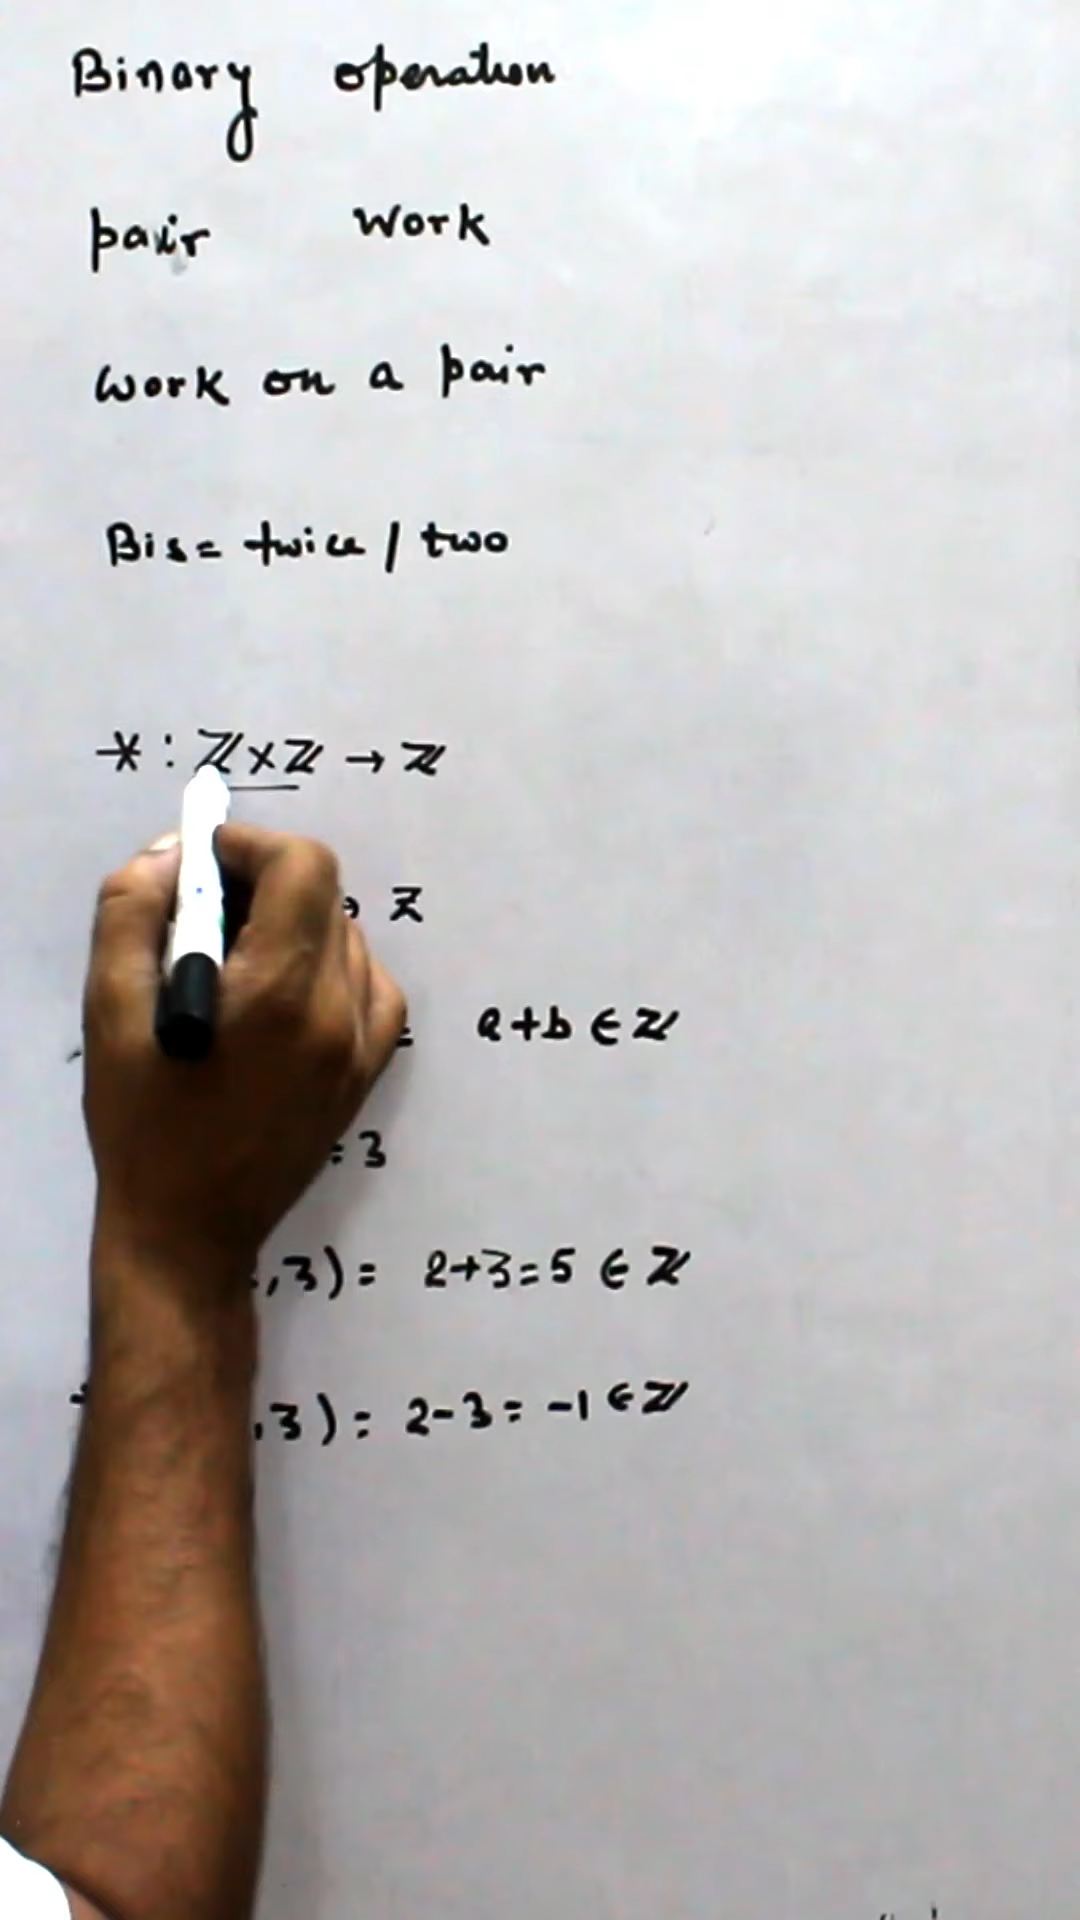 Binary operation
pair work
work on a pair
Bis = twice / two
* : ℤ × ℤ → ℤ
→ ℤ
= a+b ∈ ℤ
= 3
,3) = 2+3=5 ∈ ℤ
,3) = 2-3 = -1 ∈ ℤ